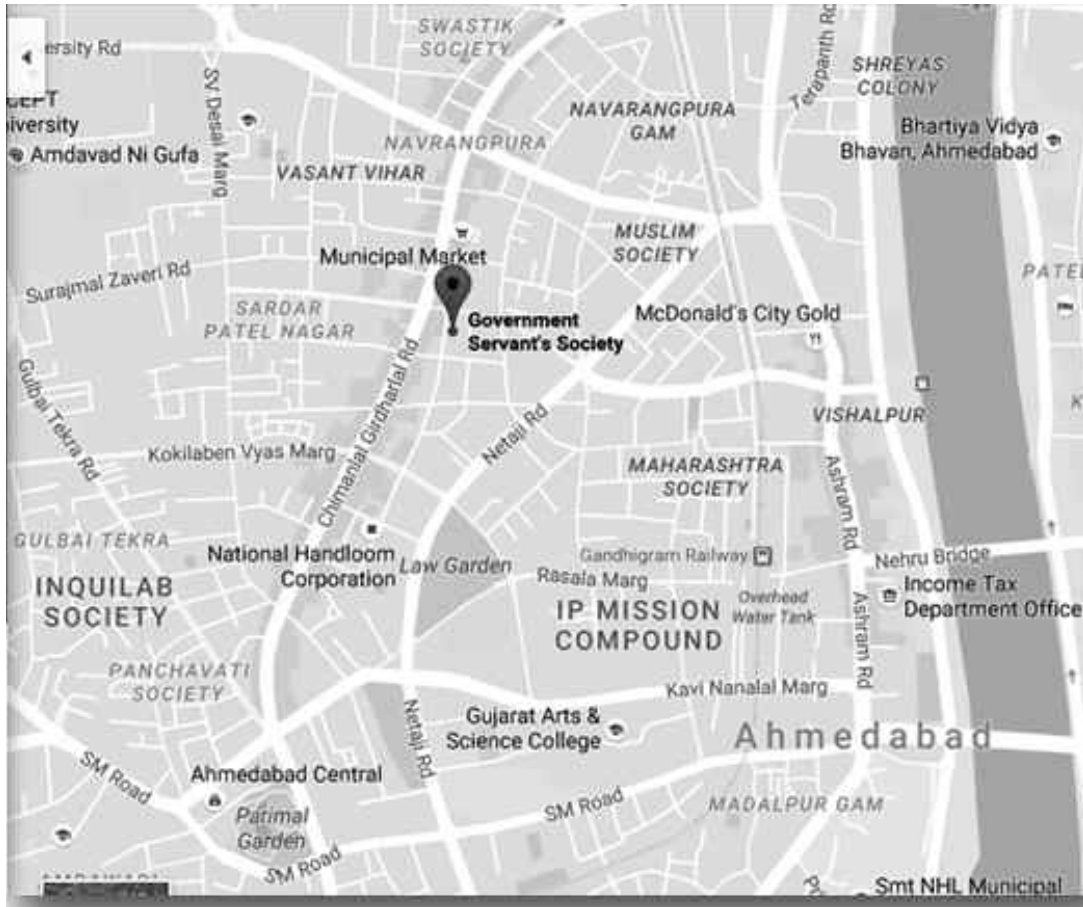 SWASTIK
SOCIETY
ersity Rd
Terapanth Rd
SHREYAS
COLONY
SV Desai Marg
NAVARANGPURA
GAM
iversity
Bhartiya Vidya
Bhavan, Ahmedabad
Amdavad Ni Gufa
NAVRANGPURA
VASANT VIHAR
MUSLIM
SOCIETY
Municipal Market
Surajmal Zaveri Rd
PATEL
SARDAR
PATEL NAGAR
Government
Servant's Society
McDonald's City Gold
Gulbai Tekra Rd
Chimanlal Girdharlal Rd
Netaji Rd
VISHALPUR
Kokilaben Vyas Marg
MAHARASHTRA
SOCIETY
Ashram Rd
GULBAI TEKRA
National Handloom
Corporation
Law Garden
Gandhigram Railway
Nehru Bridge
Rasala Marg
INQUILAB
SOCIETY
IP MISSION
COMPOUND
Overhead
Water Tank
Income Tax
Department Office
Ashram Rd
PANCHAVATI
SOCIETY
Kavi Nanalal Marg
Netaji Rd
Gujarat Arts &
Science College
Ahmedabad
SM Road
Ahmedabad Central
SM Road
MADALPUR GAM
Patimal
Garden
SM Road
Smt NHL Municipal